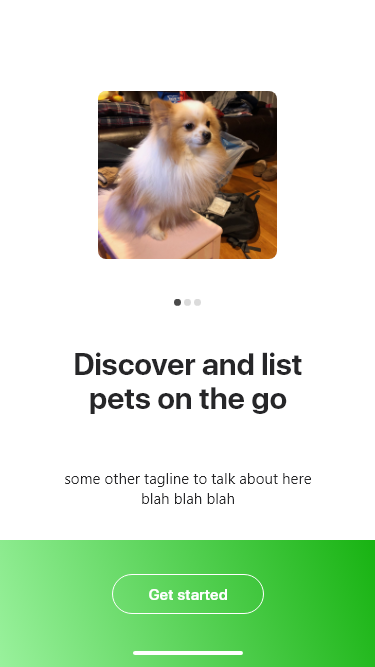 Discover and list
pets on the go
some other tagline to talk about here
blah blah blah
Get started